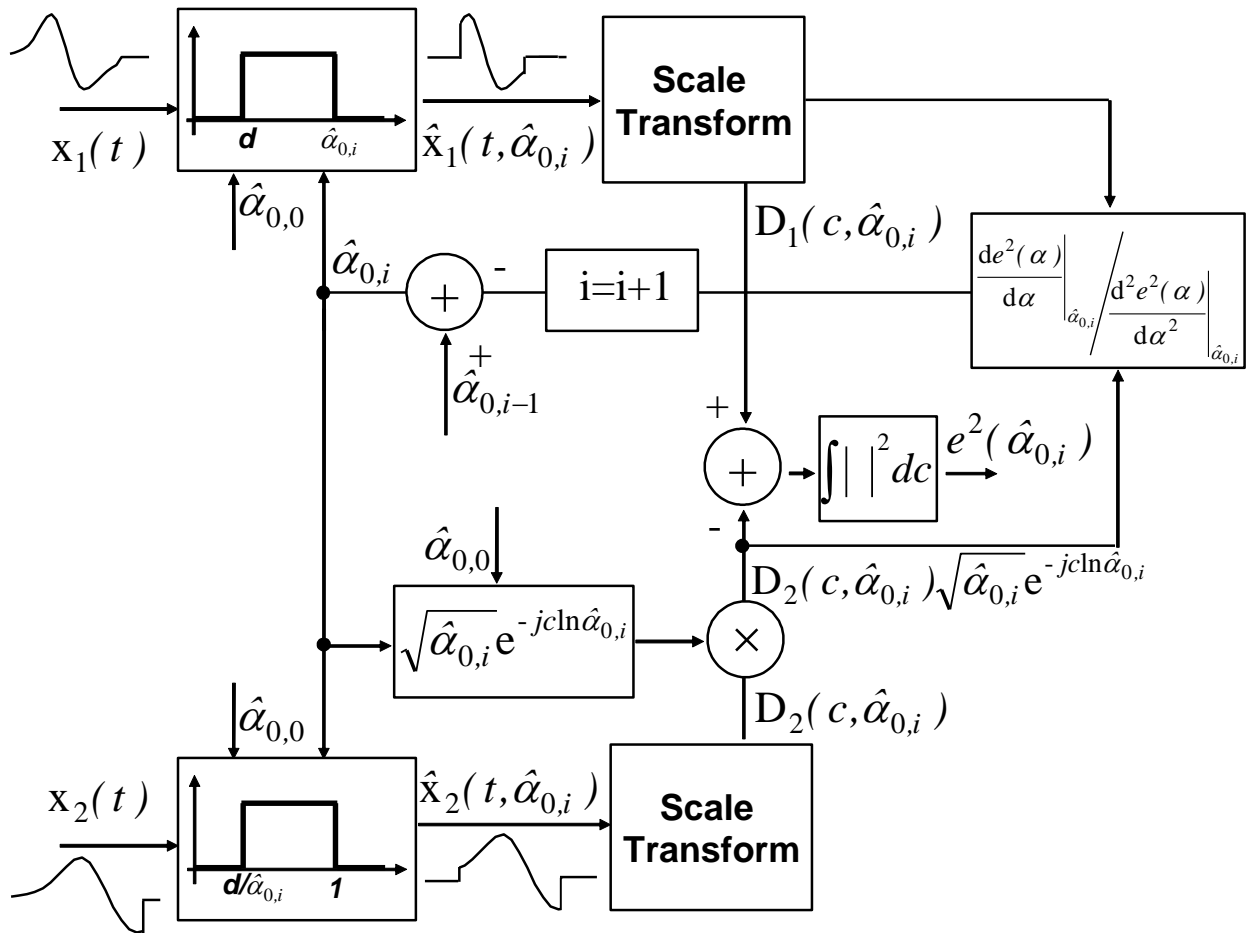 x₁(t)
d
α̂₀,ᵢ
α̂₀,₀
x̂₁(t,α̂₀,ᵢ)
Scale
Transform
D₁(c,α̂₀,ᵢ)
de²(α)/dα|α̂₀,ᵢ / d²e²(α)/dα²|α̂₀,ᵢ
α̂₀,ᵢ
+
-
i=i+1
+
α̂₀,ᵢ₋₁
+
+
∫| |² dc
e²(α̂₀,ᵢ)
-
α̂₀,₀
√α̂₀,ᵢ e^(-jc ln α̂₀,ᵢ)
D₂(c,α̂₀,ᵢ)√α̂₀,ᵢ e^(-jc ln α̂₀,ᵢ)
×
D₂(c,α̂₀,ᵢ)
α̂₀,₀
x₂(t)
d/α̂₀,ᵢ
1
x̂₂(t,α̂₀,ᵢ)
Scale
Transform